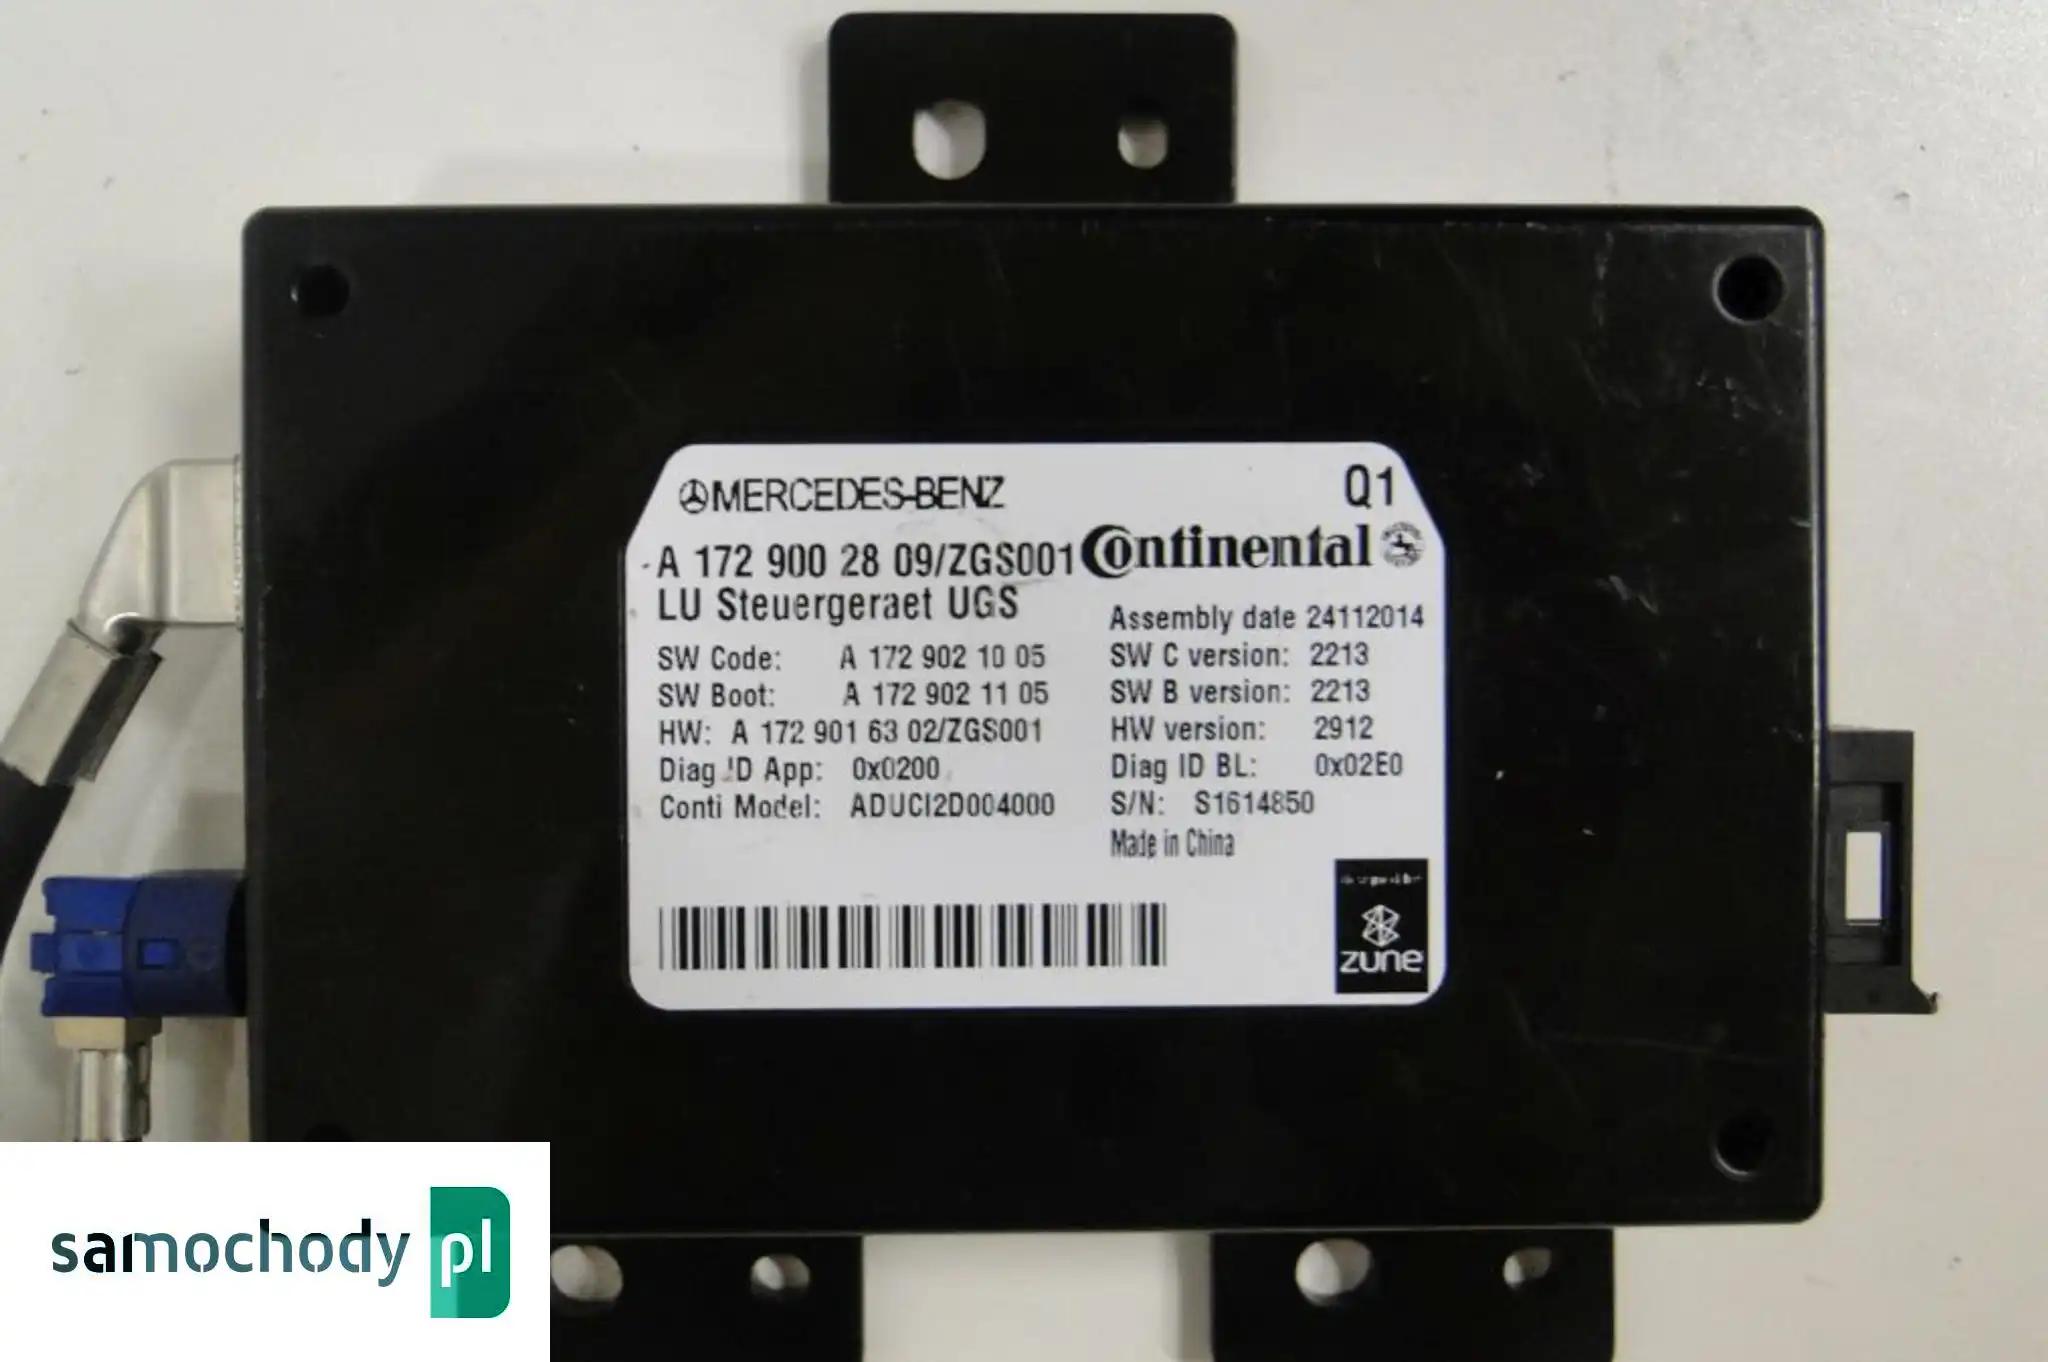 MERCEDES-BENZ
Q1
A 172 900 28 09/ZGS001
Continental
LU Steuergeraet UGS
Assembly date 24112014
SW Code: A 172 902 10 05
SW C version: 2213
SW Boot: A 172 902 11 05
SW B version: 2213
HW: A 172 901 63 02/ZGS001
HW version: 2912
Diag ID App: 0x0200
Diag ID BL: 0x02E0
Conti Model: ADUCI2D004000
S/N: S1614850
Made in China
zune
samochody pl